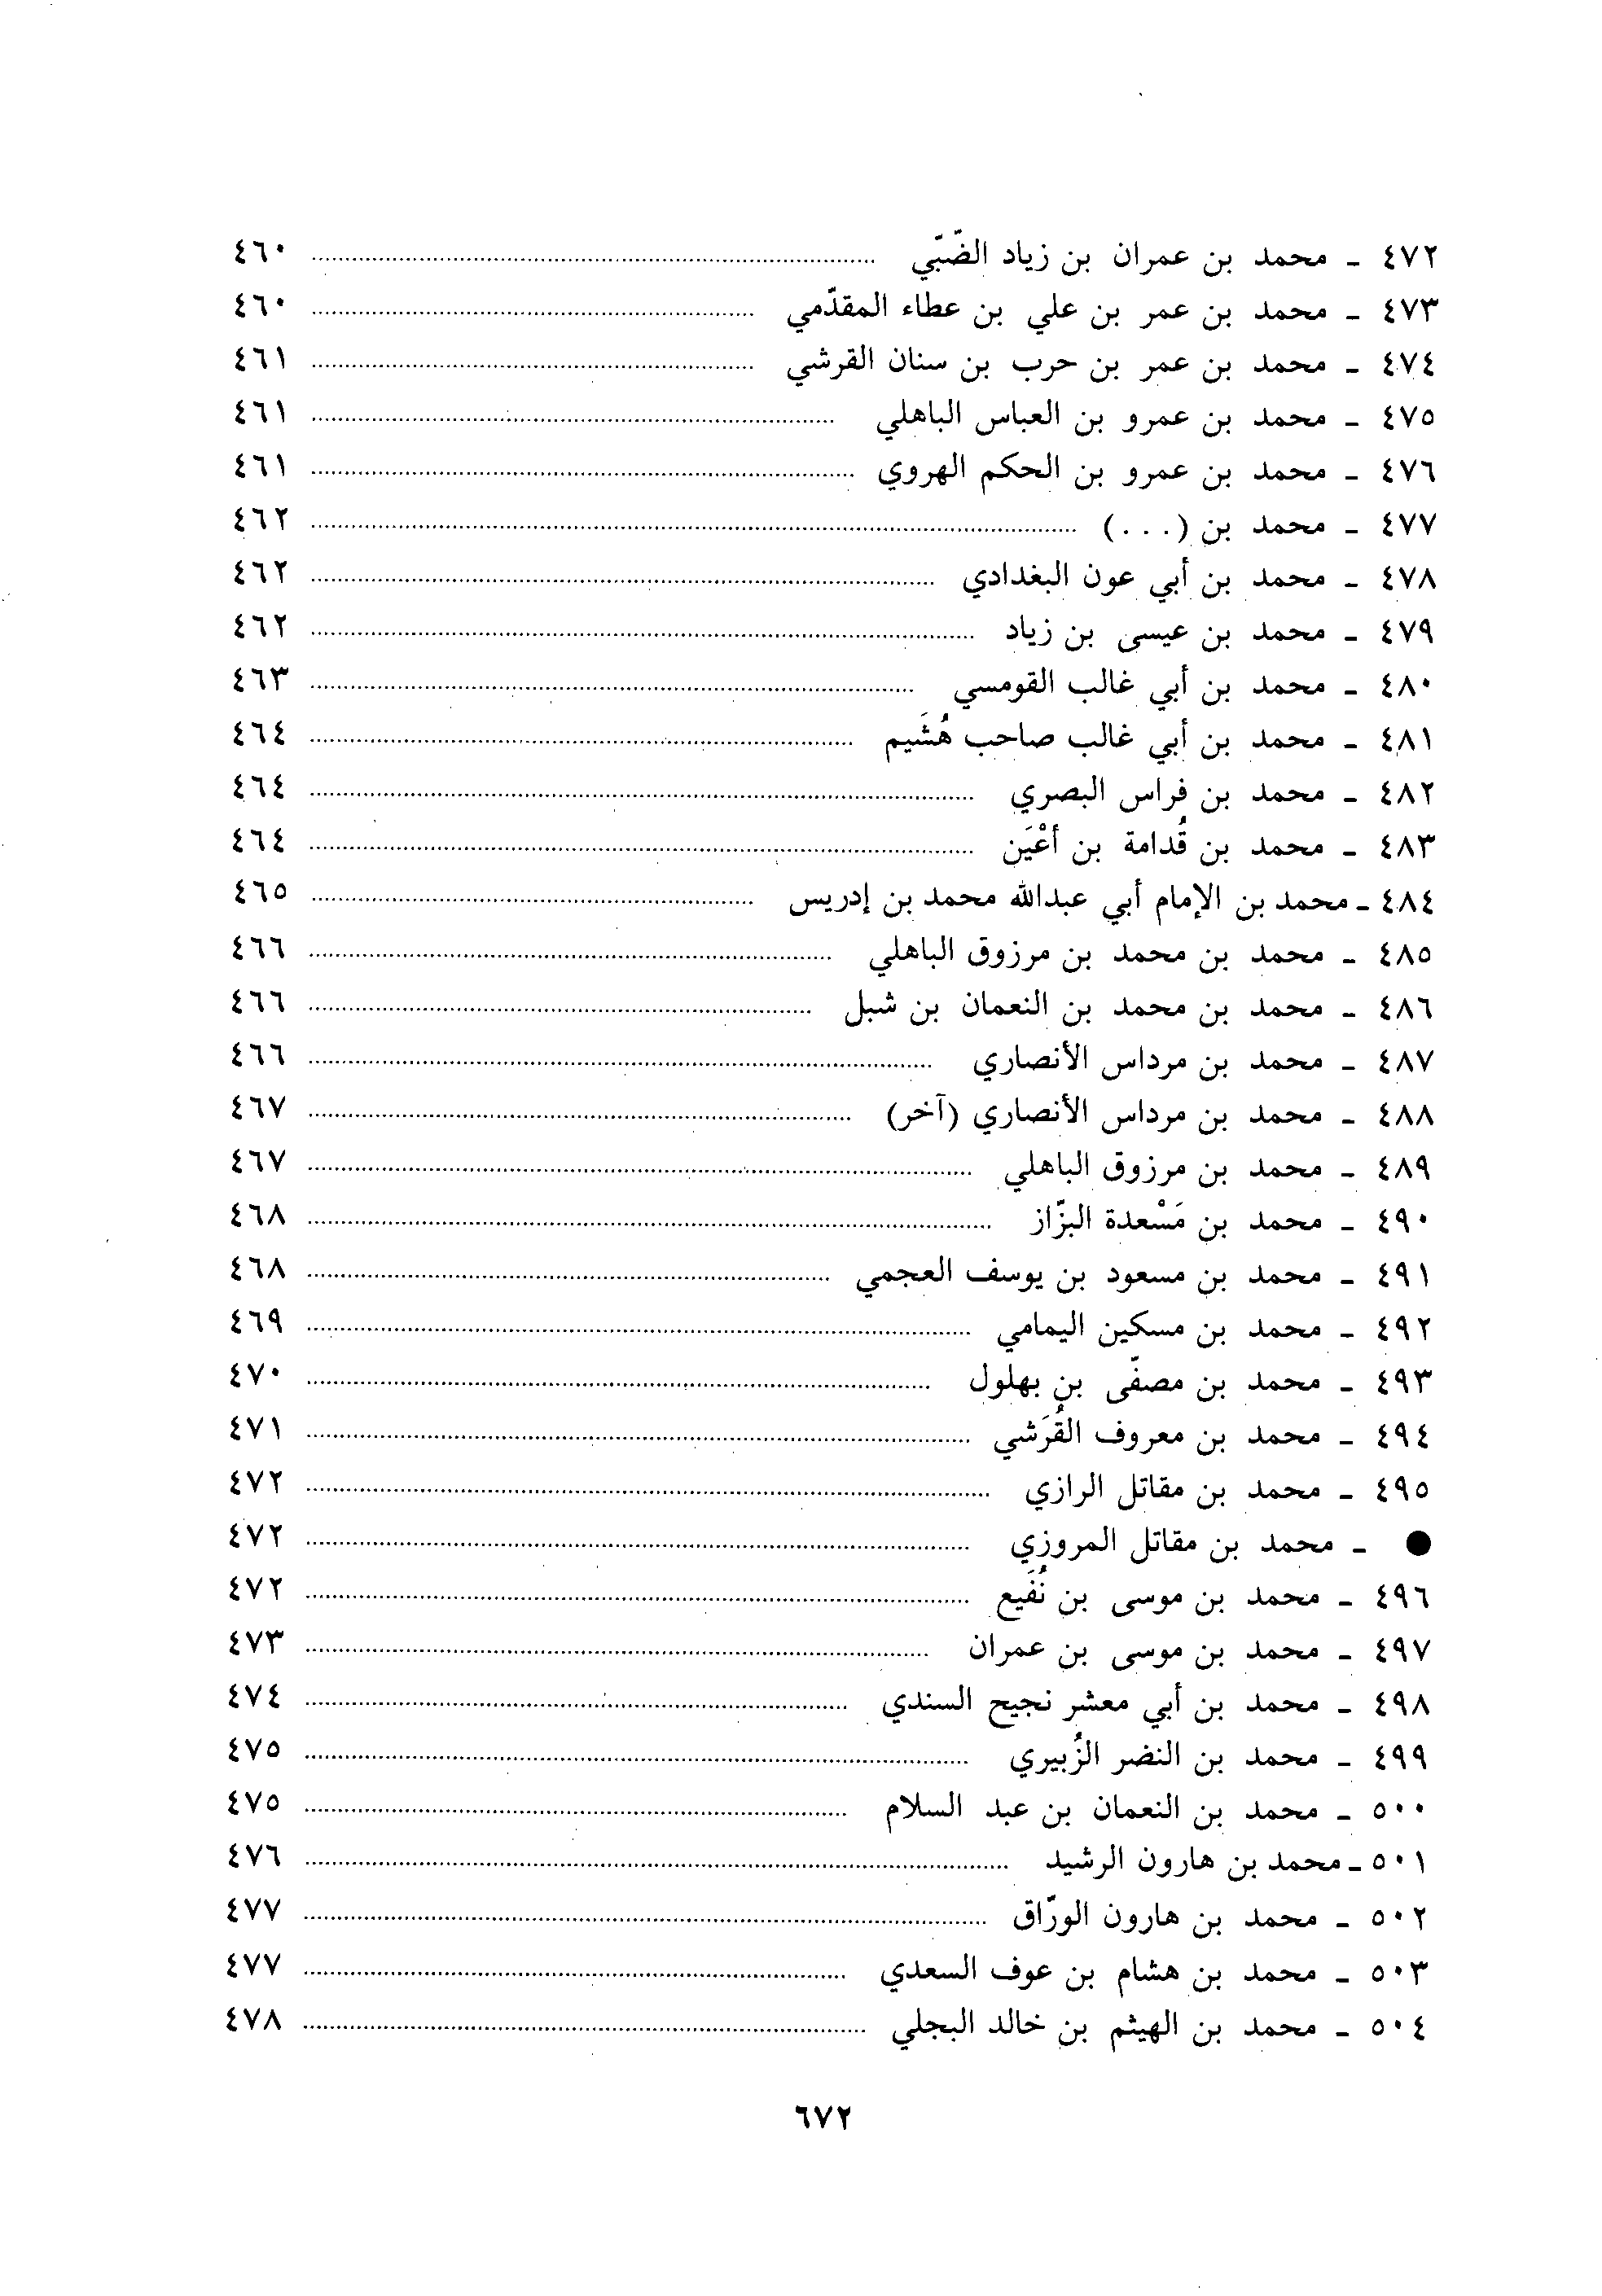 ٤٧٢ ـ محمد بن عمران بن زياد الضّبّي ........ ٤٦٠
٤٧٣ ـ محمد بن عمر بن علي بن عطاء المقدّمي ........ ٤٦٠
٤٧٤ ـ محمد بن عمر بن حرب بن سنان القرشي ........ ٤٦١
٤٧٥ ـ محمد بن عمرو بن العباس الباهلي ........ ٤٦١
٤٧٦ ـ محمد بن عمرو بن الحكم الهروي ........ ٤٦١
٤٧٧ ـ محمد بن (...) ........ ٤٦٢
٤٧٨ ـ محمد بن أبي عون البغدادي ........ ٤٦٢
٤٧٩ ـ محمد بن عيسى بن زياد ........ ٤٦٢
٤٨٠ ـ محمد بن أبي غالب القومسي ........ ٤٦٣
٤٨١ ـ محمد بن أبي غالب صاحب هُشَيم ........ ٤٦٤
٤٨٢ ـ محمد بن فراس البصري ........ ٤٦٤
٤٨٣ ـ محمد بن قُدامة بن أعْيَن ........ ٤٦٤
٤٨٤ ـ محمد بن الإمام أبي عبدالله محمد بن إدريس ........ ٤٦٥
٤٨٥ ـ محمد بن محمد بن مرزوق الباهلي ........ ٤٦٦
٤٨٦ ـ محمد بن محمد بن النعمان بن شبل ........ ٤٦٦
٤٨٧ ـ محمد بن مرداس الأنصاري ........ ٤٦٦
٤٨٨ ـ محمد بن مرداس الأنصاري (آخر) ........ ٤٦٧
٤٨٩ ـ محمد بن مرزوق الباهلي ........ ٤٦٧
٤٩٠ ـ محمد بن مَسْعدة البزّاز ........ ٤٦٨
٤٩١ ـ محمد بن مسعود بن يوسف العجمي ........ ٤٦٨
٤٩٢ ـ محمد بن مسكين اليمامي ........ ٤٦٩
٤٩٣ ـ محمد بن مصفّى بن بهلول ........ ٤٧٠
٤٩٤ ـ محمد بن معروف القُرَشي ........ ٤٧١
٤٩٥ ـ محمد بن مقاتل الرازي ........ ٤٧٢
● ـ محمد بن مقاتل المروزي ........ ٤٧٢
٤٩٦ ـ محمد بن موسى بن نُفَيع ........ ٤٧٢
٤٩٧ ـ محمد بن موسى بن عمران ........ ٤٧٣
٤٩٨ ـ محمد بن أبي معشر نجيح السندي ........ ٤٧٤
٤٩٩ ـ محمد بن النضر الزُبيري ........ ٤٧٥
٥٠٠ ـ محمد بن النعمان بن عبد السلام ........ ٤٧٥
٥٠١ ـ محمد بن هارون الرشيد ........ ٤٧٦
٥٠٢ ـ محمد بن هارون الورّاق ........ ٤٧٧
٥٠٣ ـ محمد بن هشام بن عوف السعدي ........ ٤٧٧
٥٠٤ ـ محمد بن الهيثم بن خالد البجلي ........ ٤٧٨
٦٧٢